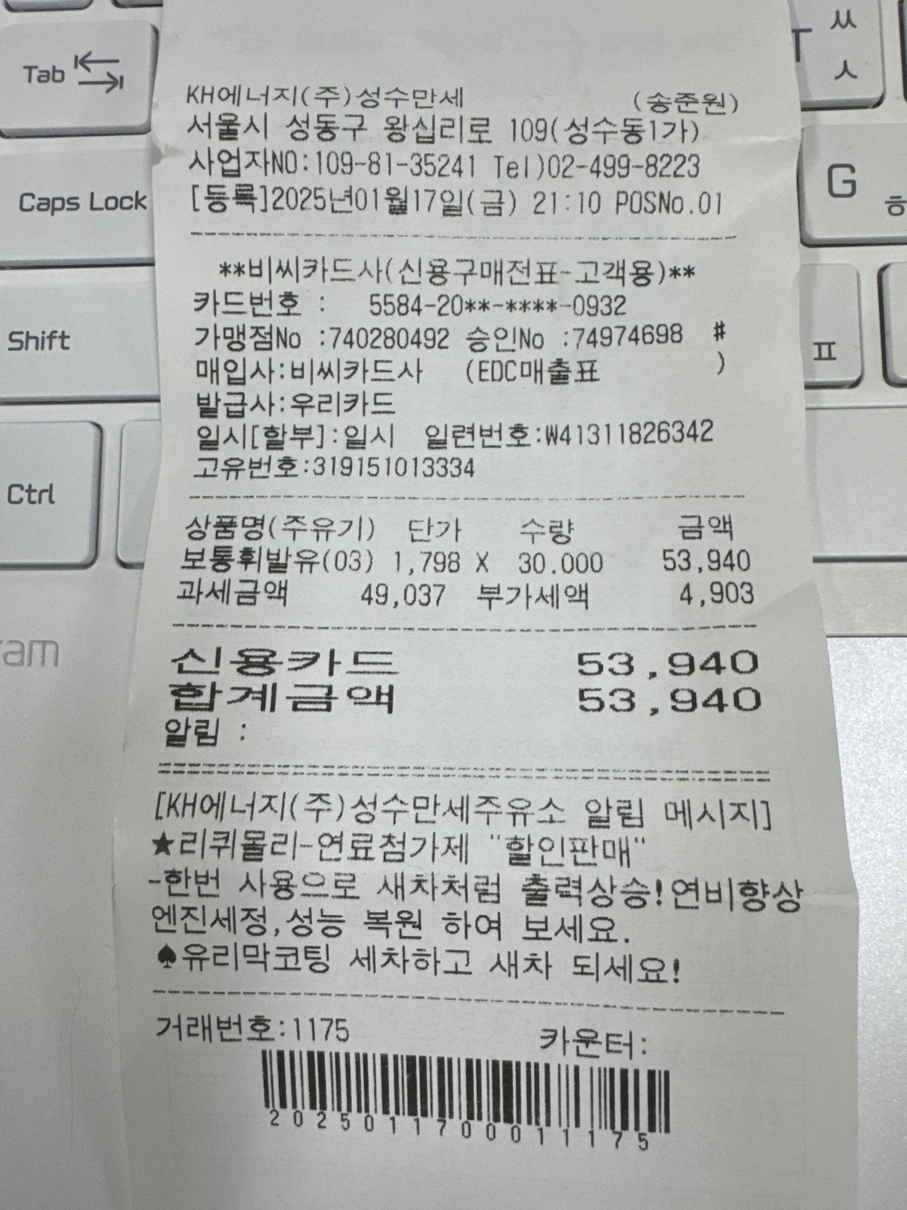 Tab
ㅆ
ㅅ
Caps Lock
G
ㅎ
Shift
ㅍ
Ctrl
ram
KH에너지(주)성수만세 (송준원)
서울시 성동구 왕십리로 109(성수동1가)
사업자NO:109-81-35241 Tel)02-499-8223
[등록]2025년01월17일(금) 21:10 POSNo.01
**비씨카드사(신용구매전표-고객용)**
카드번호 : 5584-20**-****-0932
가맹점No :740280492 승인No :74974698 #
매입사:비씨카드사 (EDC매출표 )
발급사:우리카드
일시[할부]:일시 일련번호:W41311826342
고유번호:319151013334
상품명(주유기) 단가 수량 금액
보통휘발유(03) 1,798 X 30.000 53,940
과세금액 49,037 부가세액 4,903
신용카드 53,940
합계금액 53,940
알림 :
[KH에너지(주)성수만세주유소 알림 메시지]
★리퀴몰리-연료첨가제 "할인판매"
-한번 사용으로 새차처럼 출력상승!연비향상
엔진세정,성능 복원 하여 보세요.
♠유리막코팅 세차하고 새차 되세요!
거래번호:1175 카운터:
20250117000111175